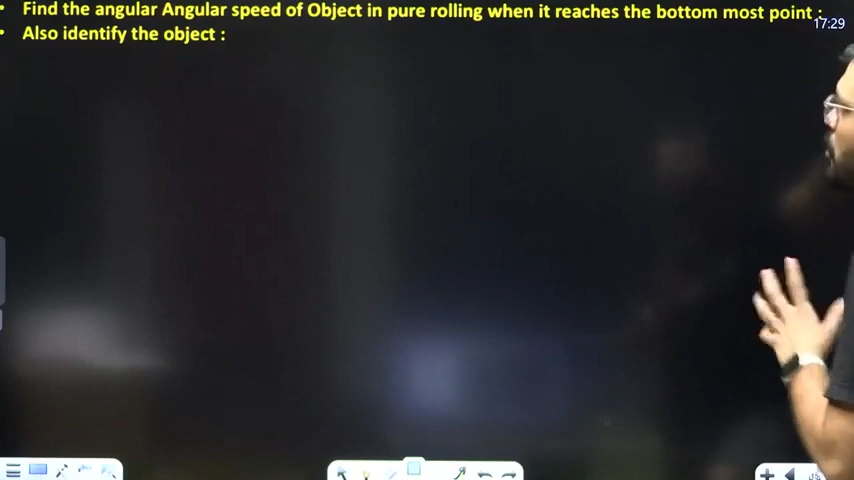 • Find the angular Angular speed of Object in pure rolling when it reaches the bottom most point :
17:29
• Also identify the object :